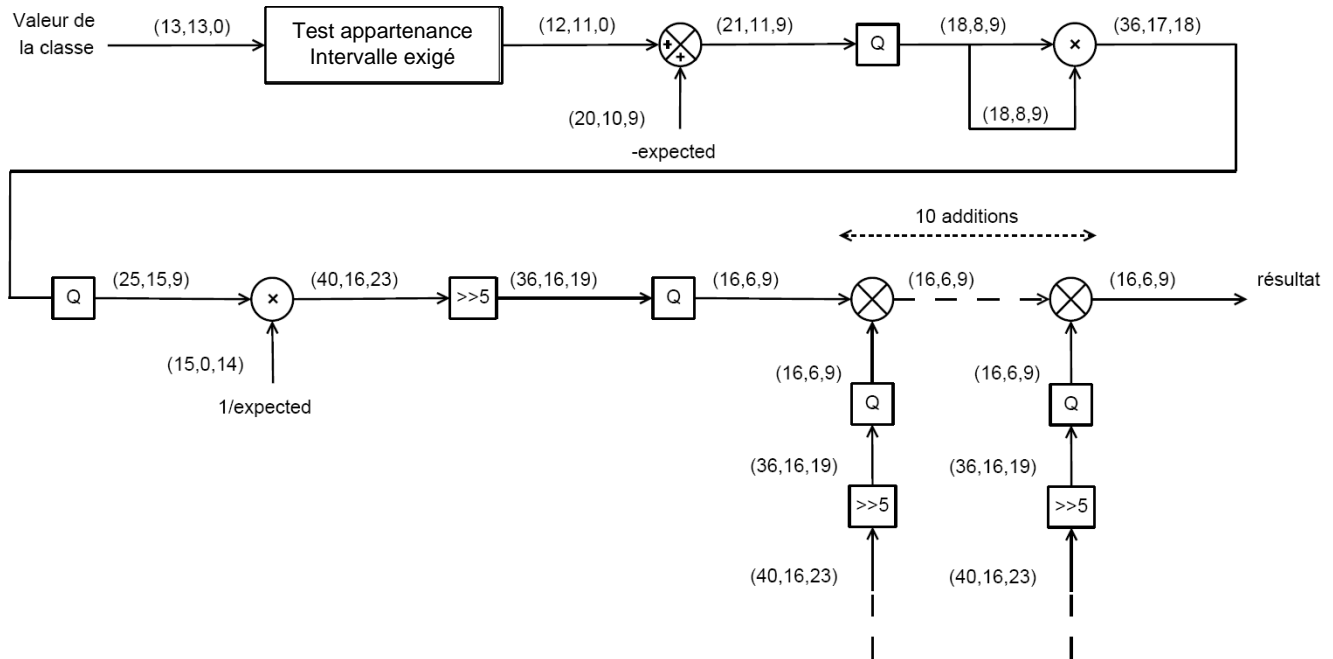 Valeur de
la classe
(13,13,0)
Test appartenance
Intervalle exigé
(12,11,0)
+
+
(20,10,9)
-expected
(21,11,9)
Q
(18,8,9)
(18,8,9)
×
(36,17,18)
10 additions
Q
(25,15,9)
×
(15,0,14)
1/expected
(40,16,23)
>>5
(36,16,19)
Q
(16,6,9)
(16,6,9)
(16,6,9)
résultat
(16,6,9)
(16,6,9)
Q
Q
(36,16,19)
(36,16,19)
>>5
>>5
(40,16,23)
(40,16,23)